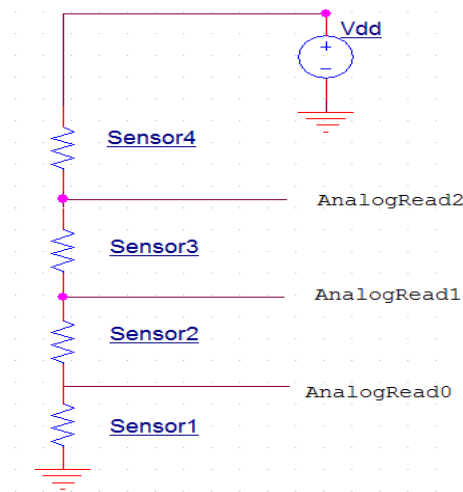 Vdd
Sensor4
AnalogRead2
Sensor3
AnalogRead1
Sensor2
AnalogRead0
Sensor1